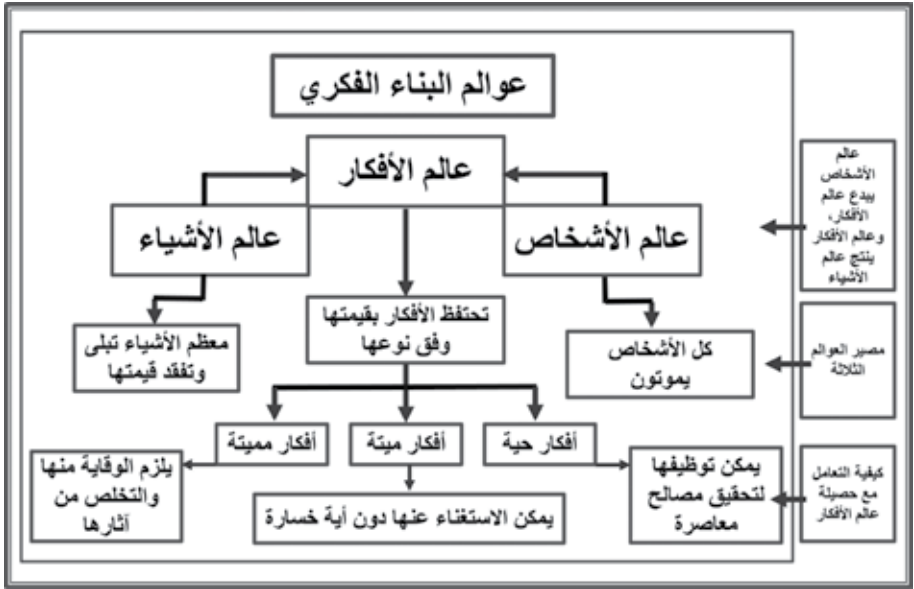 عوالم البناء الفكري
عالم الأفكار
عالم الأشخاص
عالم الأشياء
عالم
الأشخاص
يبدع عالم
الأفكار،
وعالم الأفكار
ينتج عالم
الأشياء
تحتفظ الأفكار بقيمتها
وفق نوعها
كل الأشخاص
يموتون
معظم الأشياء تبلى
وتفقد قيمتها
مصير العوالم
الثلاثة
أفكار حية
أفكار ميتة
أفكار مميتة
يمكن توظيفها
لتحقيق مصالح
معاصرة
يمكن الاستغناء عنها دون أية خسارة
يلزم الوقاية منها
والتخلص من
آثارها
كيفية التعامل
مع حصيلة
عالم الأفكار